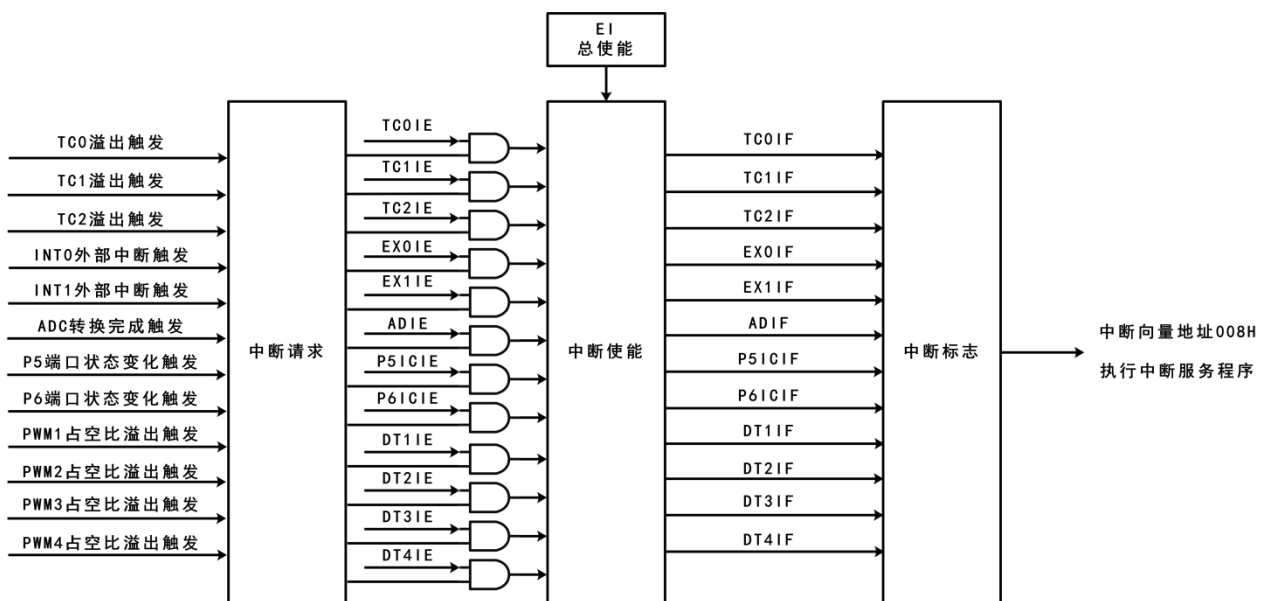 EI
总使能
TC0溢出触发
TC1溢出触发
TC2溢出触发
INT0外部中断触发
INT1外部中断触发
ADC转换完成触发
P5端口状态变化触发
P6端口状态变化触发
PWM1占空比溢出触发
PWM2占空比溢出触发
PWM3占空比溢出触发
PWM4占空比溢出触发
中断请求
TC0IE
TC1IE
TC2IE
EX0IE
EX1IE
ADIE
P5ICIE
P6ICIE
DT1IE
DT2IE
DT3IE
DT4IE
中断使能
TC0IF
TC1IF
TC2IF
EX0IF
EX1IF
ADIF
P5ICIF
P6ICIF
DT1IF
DT2IF
DT3IF
DT4IF
中断标志
中断向量地址008H
执行中断服务程序